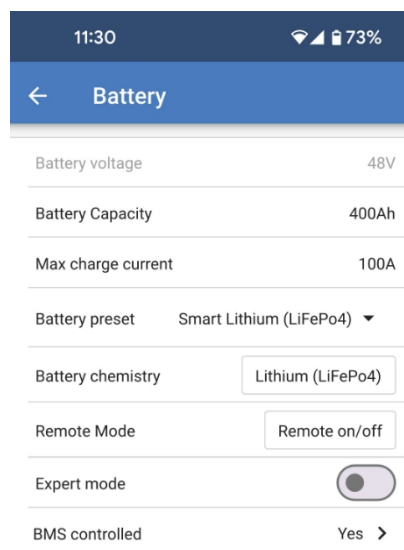 11:30 73%
Battery
Battery voltage 48V
Battery Capacity 400Ah
Max charge current 100A
Battery preset Smart Lithium (LiFePo4)
Battery chemistry Lithium (LiFePo4)
Remote Mode Remote on/off
Expert mode
BMS controlled Yes